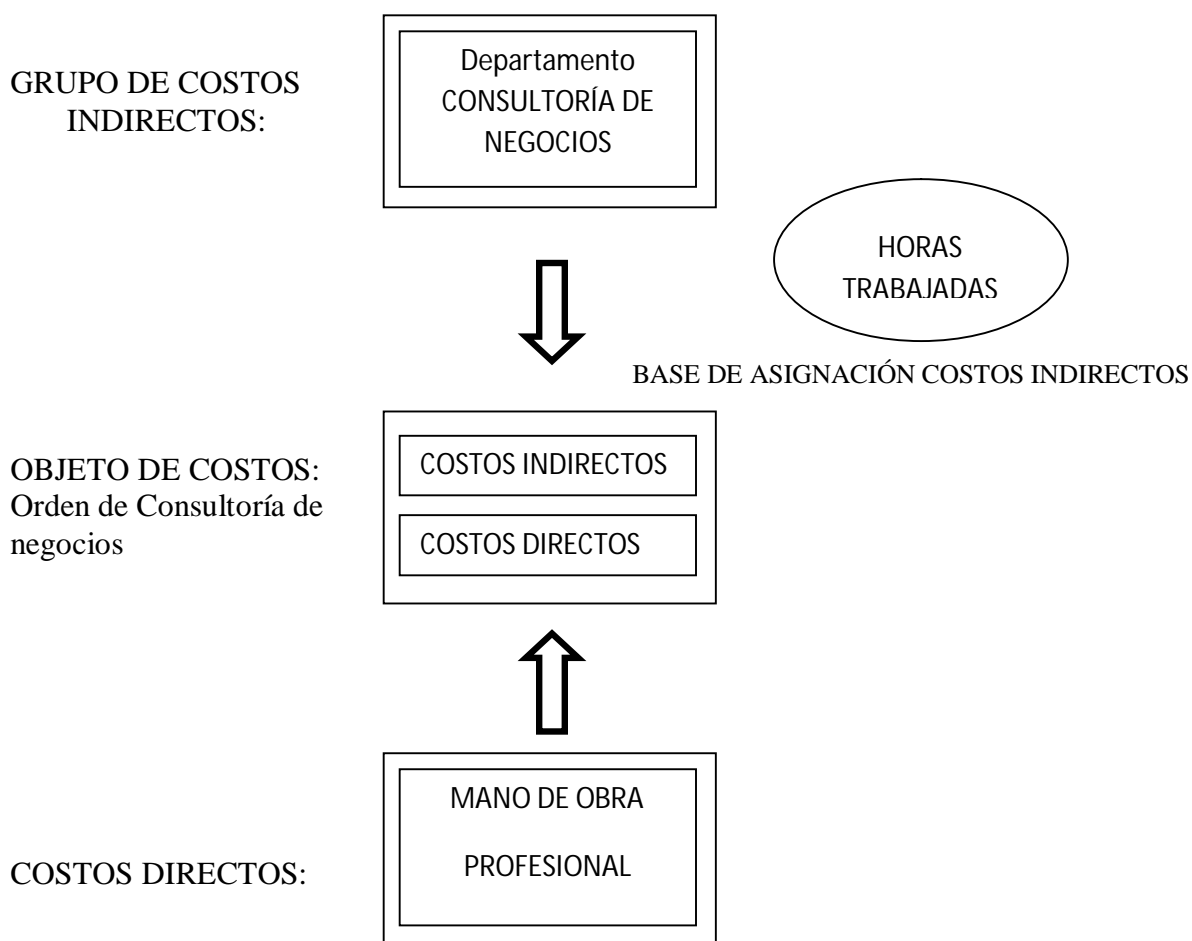 GRUPO DE COSTOS
INDIRECTOS:
Departamento
CONSULTORÍA DE
NEGOCIOS
HORAS
TRABAJADAS
BASE DE ASIGNACIÓN COSTOS INDIRECTOS
OBJETO DE COSTOS:
Orden de Consultoría de
negocios
COSTOS INDIRECTOS
COSTOS DIRECTOS
MANO DE OBRA
PROFESIONAL
COSTOS DIRECTOS: